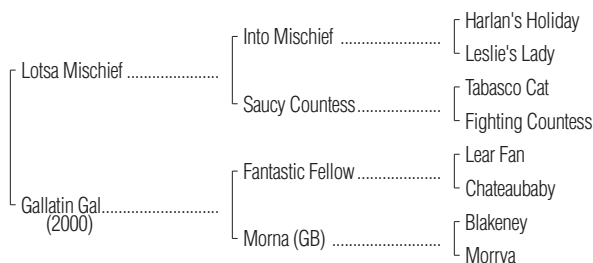 Harlan's Holiday
Into Mischief ......................
Leslie's Lady
Lotsa Mischief ....................
Tabasco Cat
Saucy Countess..................
Fighting Countess
Lear Fan
Fantastic Fellow..................
Chateaubaby
Gallatin Gal..........................
(2000)
Blakeney
Morna (GB) ........................
Morrva